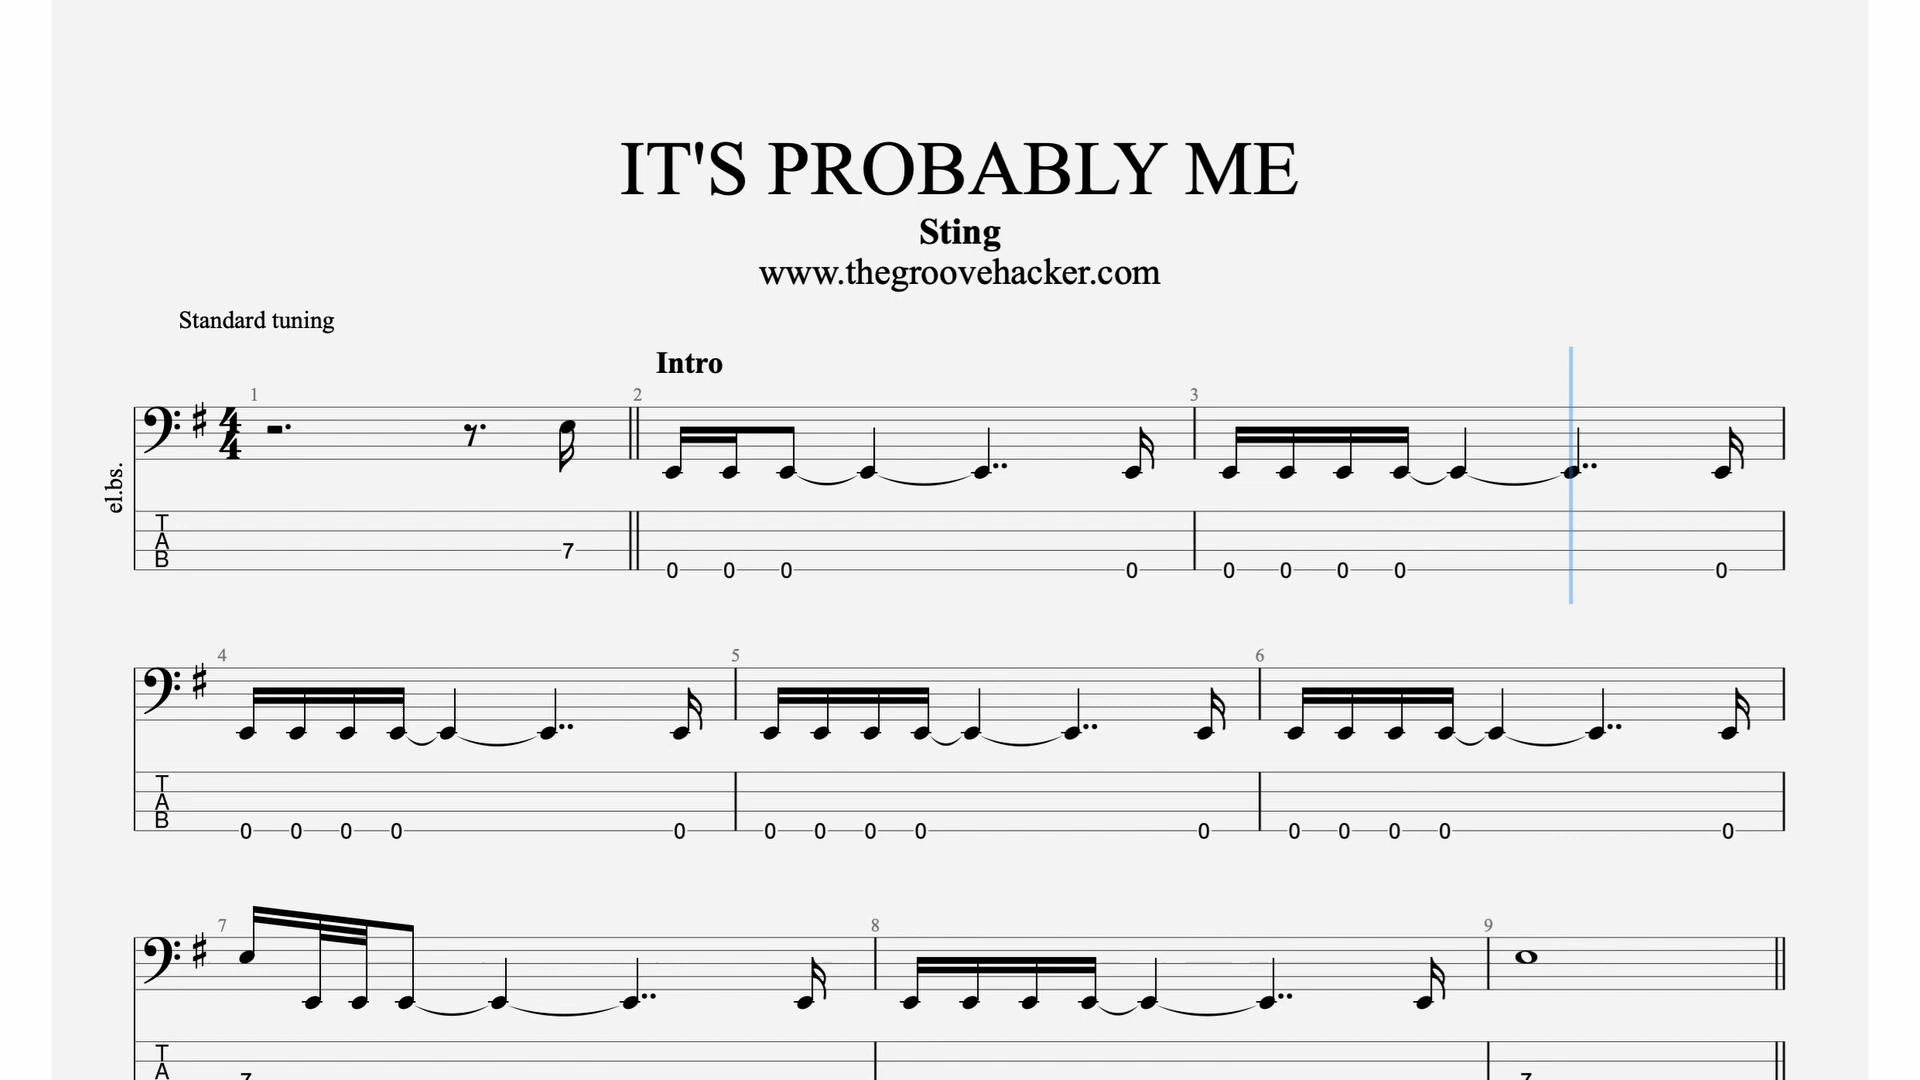 IT'S PROBABLY ME
Sting
www.thegroovehacker.com
Standard tuning
Intro
1 2 3
el.bs.
4 4
T A B
7 0 0 0 0 0 0 0 0 0
4 5 6
T A B
0 0 0 0 0 0 0 0 0 0 0 0 0 0 0
7 8 9
T A